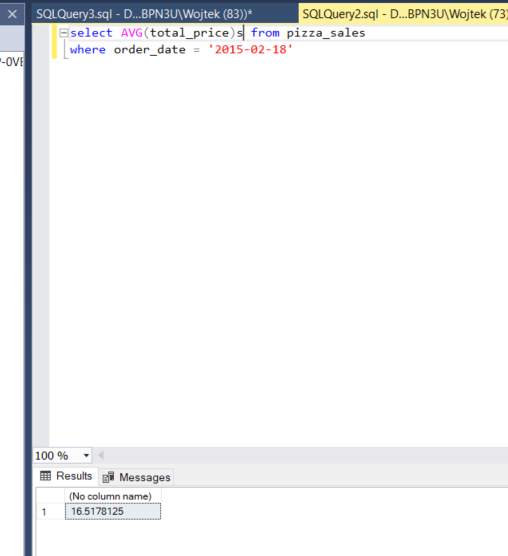 SQLQuery3.sql - D...BPN3U\Wojtek (83))*
SQLQuery2.sql - D...BPN3U\Wojtek (73)
select AVG(total_price)s from pizza_sales
where order_date = '2015-02-18'
100 %
Results
Messages
(No column name)
1 16.5178125